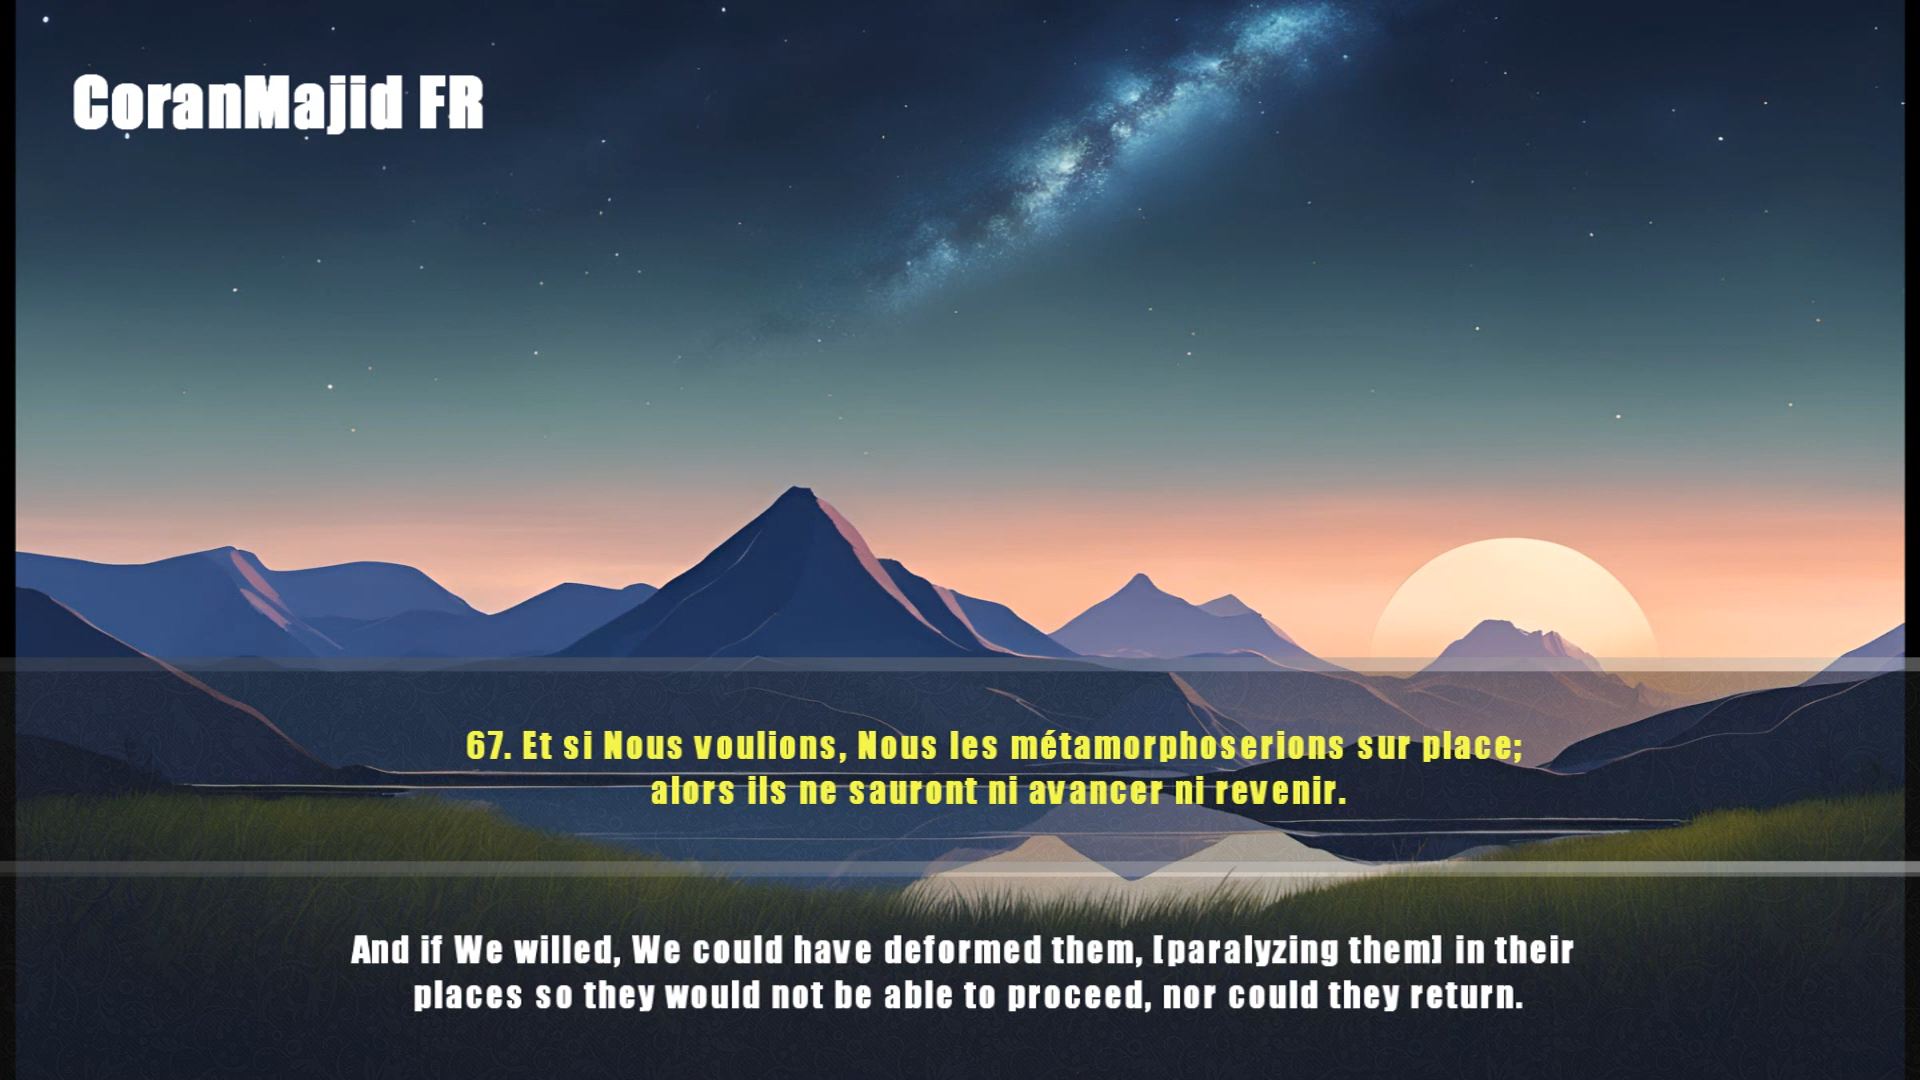 CoranMajid FR
67. Et si Nous voulions, Nous les métamorphoserions sur place;
alors ils ne sauront ni avancer ni revenir.
And if We willed, We could have deformed them, [paralyzing them] in their
places so they would not be able to proceed, nor could they return.